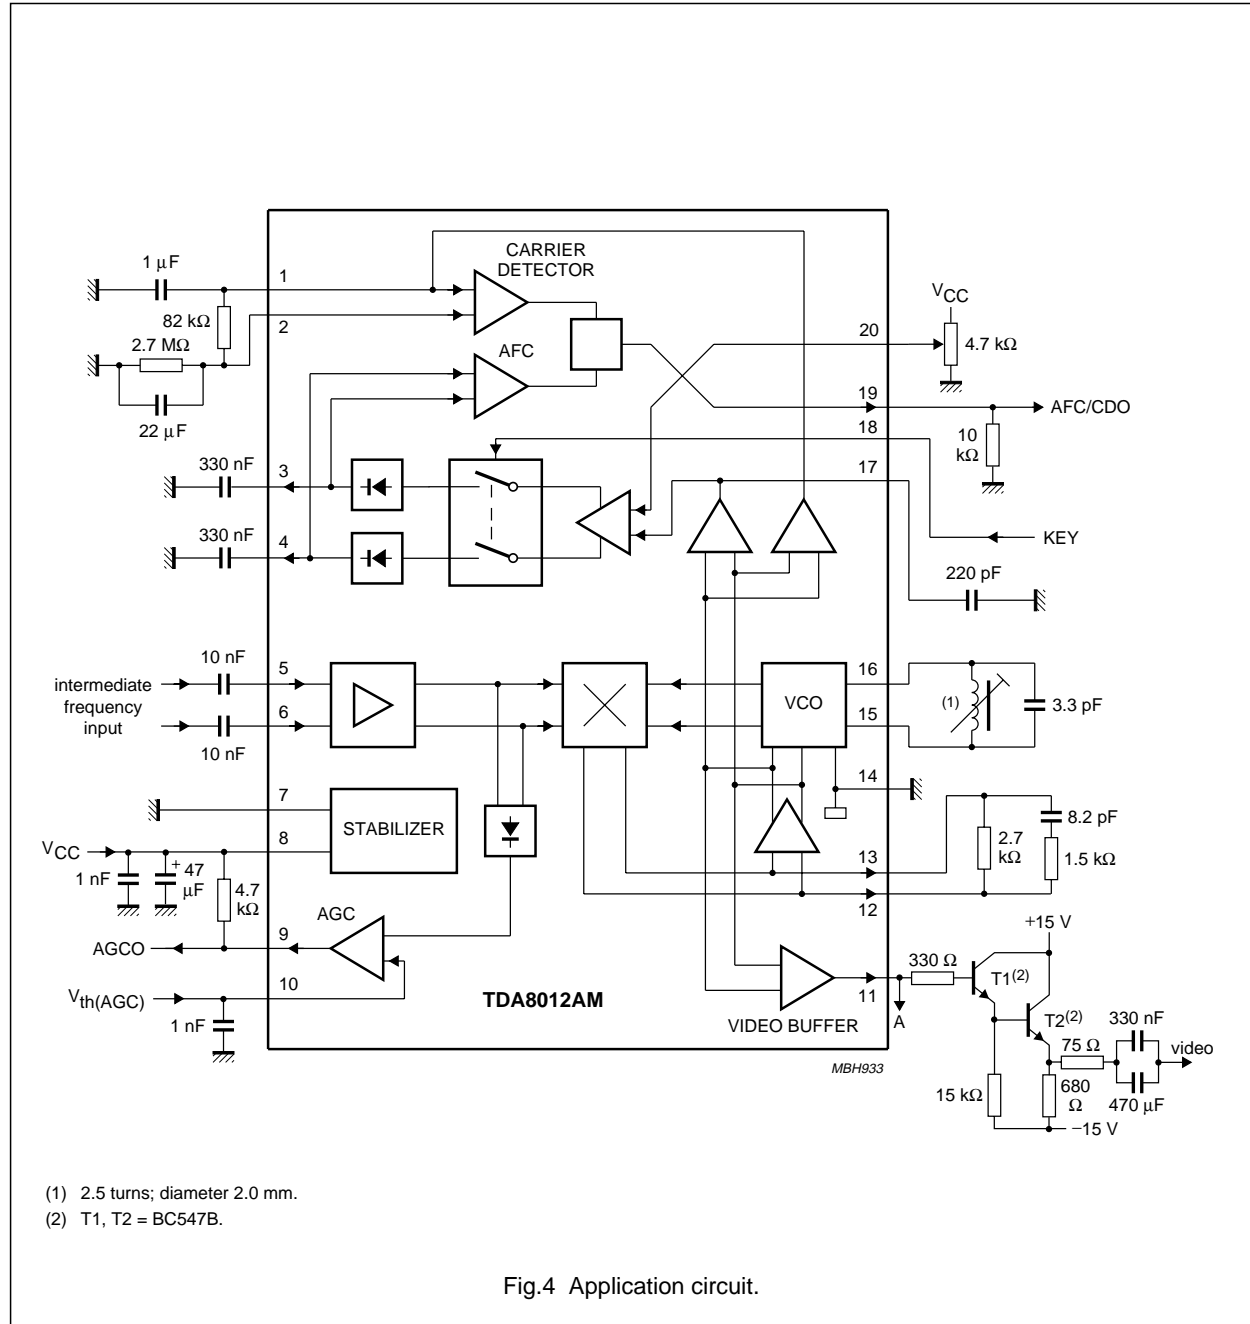 CARRIER
DETECTOR
1 µF
1
82 kΩ
2
2.7 MΩ
22 µF
AFC
VCC
20
4.7 kΩ
19
AFC/CDO
18
10
kΩ
17
330 nF
3
330 nF
4
KEY
220 pF
10 nF
5
intermediate
frequency
input
6
10 nF
VCO
16
15
(1)
3.3 pF
14
7
STABILIZER
VCC
8
1 nF
+
47
µF
4.7
kΩ
13
12
2.7
kΩ
8.2 pF
1.5 kΩ
AGC
AGCO
9
Vth(AGC)
10
1 nF
TDA8012AM
VIDEO BUFFER
11
A
330 Ω
+15 V
T1(2)
T2(2)
75 Ω
330 nF
video
470 µF
15 kΩ
680
Ω
−15 V
MBH933
(1) 2.5 turns; diameter 2.0 mm.
(2) T1, T2 = BC547B.
Fig.4 Application circuit.